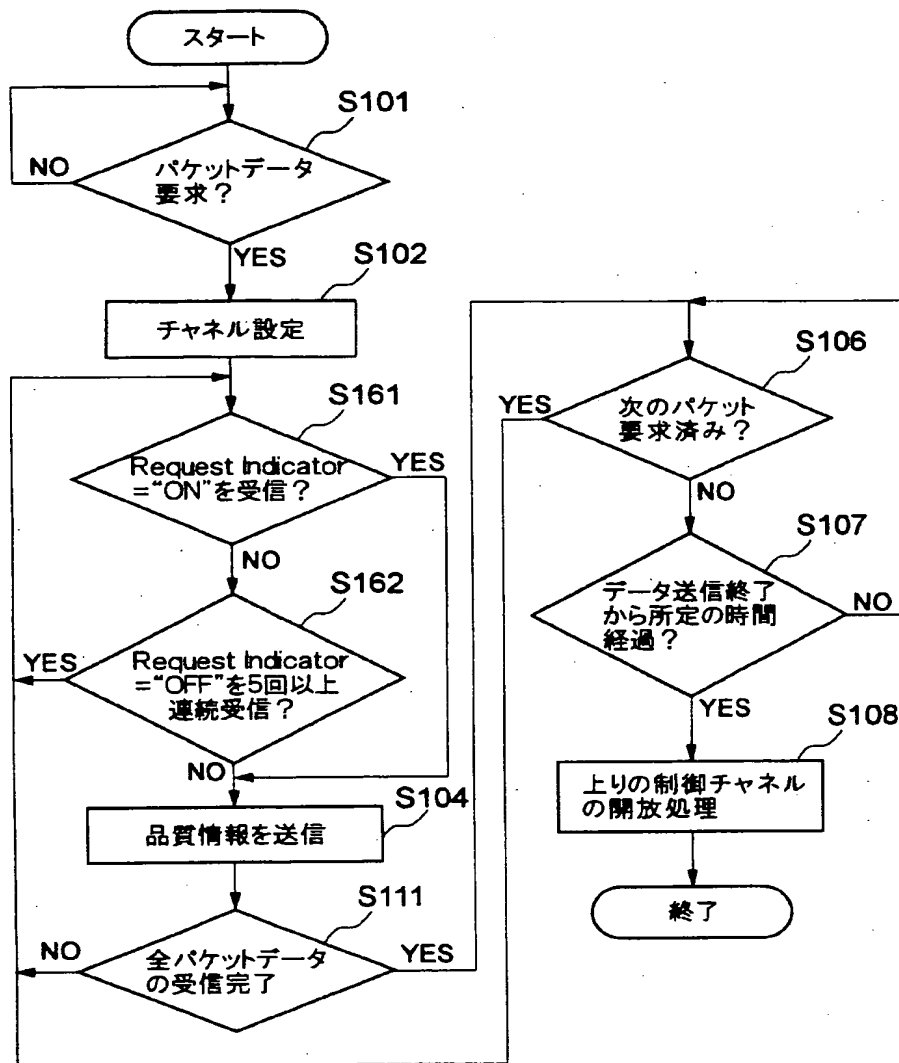 スタート
S101
NO
パケットデータ
要求?
YES
S102
チャネル設定
S161
Request Indicator
=“ON”を受信?
YES
NO
S162
YES
Request Indicator
=“OFF”を5回以上
連続受信?
NO
S104
品質情報を送信
S111
NO
全パケットデータ
の受信完了
YES
S106
YES
次のパケット
要求済み?
NO
S107
データ送信終了
から所定の時間
経過?
NO
YES
S108
上りの制御チャネル
の開放処理
終了